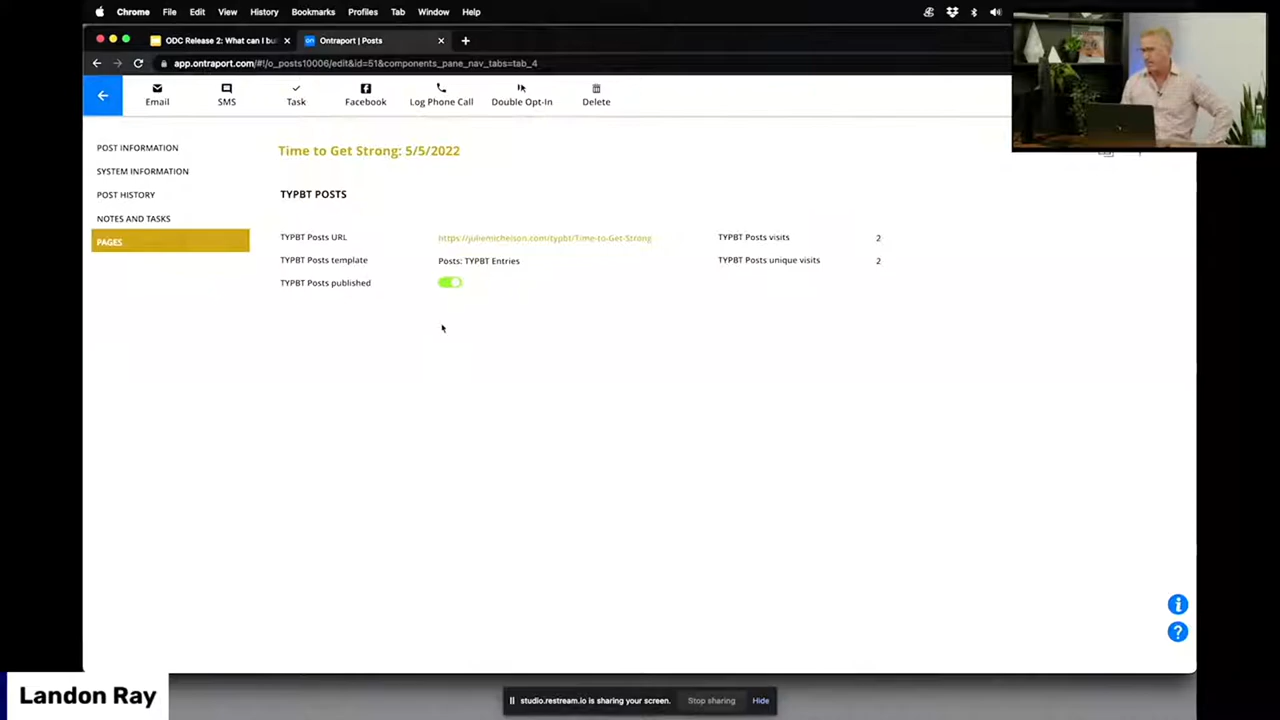 Chrome File Edit View History Bookmarks Profiles Tab Window Help
ODC Release 2: What can I bu
Ontraport | Posts
app.ontraport.com/#!/o_posts10006/edit&id=51&components_pane_nav_tabs=tab_4
Email SMS Task Facebook Log Phone Call Double Opt-In Delete
POST INFORMATION
SYSTEM INFORMATION
POST HISTORY
NOTES AND TASKS
PAGES
Time to Get Strong: 5/5/2022
TYPBT POSTS
TYPBT Posts URL https://juliemichelson.com/typbt/Time-to-Get-Strong TYPBT Posts visits 2
TYPBT Posts template Posts: TYPBT Entries TYPBT Posts unique visits 2
TYPBT Posts published
Landon Ray
studio.restream.io is sharing your screen. Stop sharing Hide